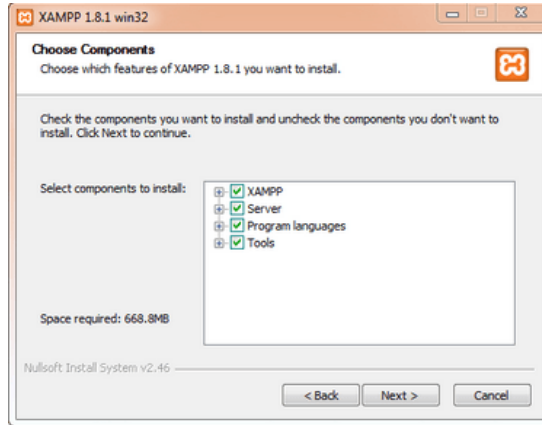 XAMPP 1.8.1 win32
Choose Components
Choose which features of XAMPP 1.8.1 you want to install.
Check the components you want to install and uncheck the components you don't want to
install. Click Next to continue.
Select components to install:
XAMPP
Server
Program languages
Tools
Space required: 668.8MB
Nullsoft Install System v2.46
< Back
Next >
Cancel